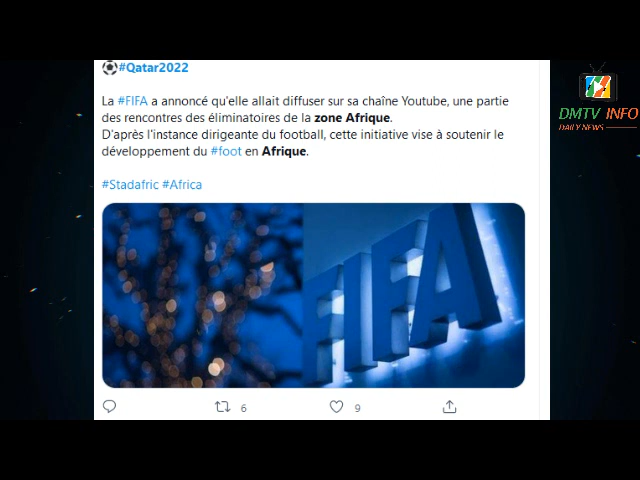 ⚽#Qatar2022
DMTV INFO
DAILY NEWS
La #FIFA a annoncé qu'elle allait diffuser sur sa chaîne Youtube, une partie
des rencontres des éliminatoires de la zone Afrique.
D'après l'instance dirigeante du football, cette initiative vise à soutenir le
développement du #foot en Afrique.
#Stadafric #Africa
FIFA
6
9